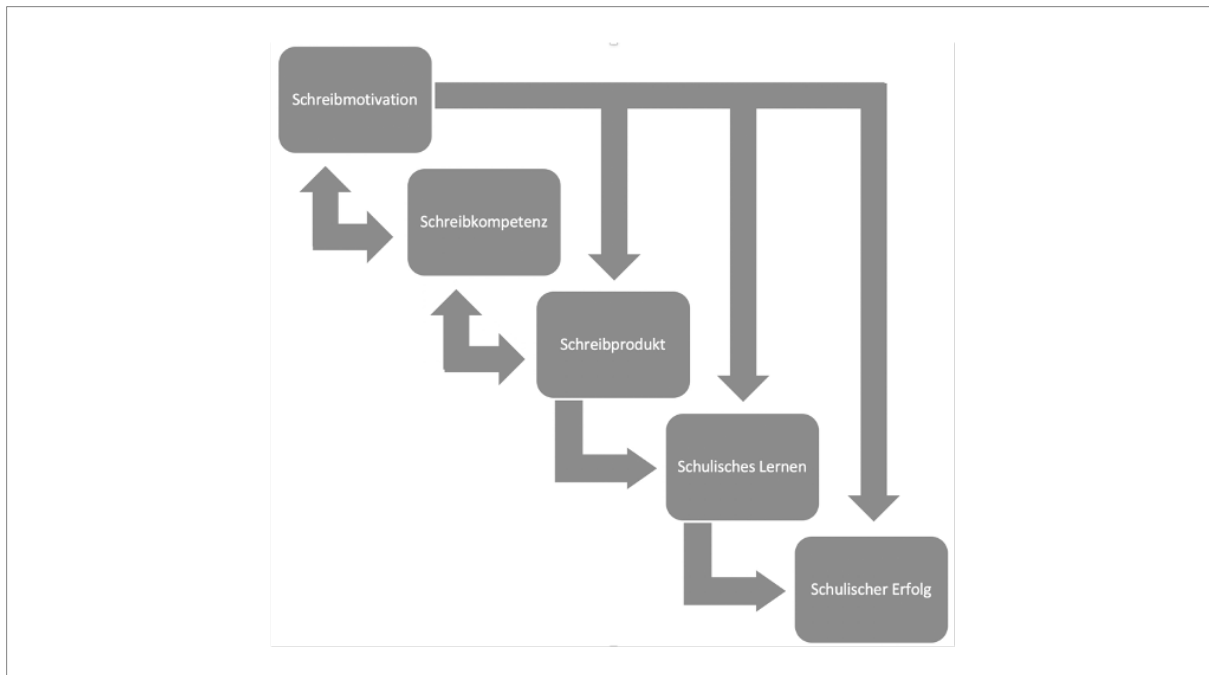 Schreibmotivation
Schreibkompetenz
Schreibprodukt
Schulisches Lernen
Schulischer Erfolg